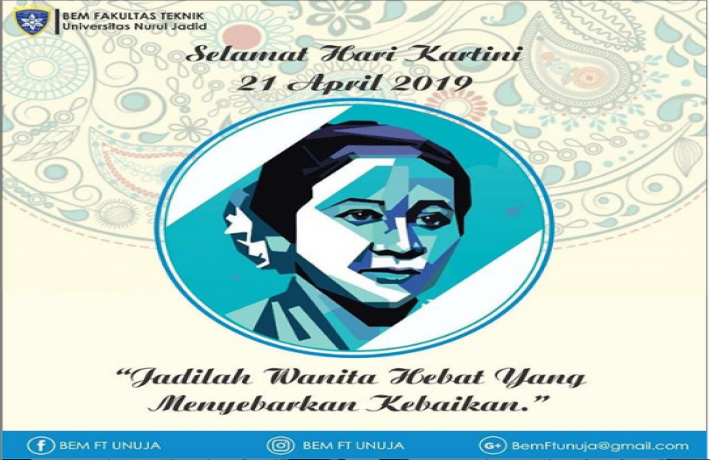 BEM FAKULTAS TEKNIK
Universitas Nurul Jadid
Selamat Hari Kartini
21 April 2019
“Jadilah Wanita Hebat Yang
Menyebarkan Kebaikan.”
f BEM FT UNUJA BEM FT UNUJA G+ BemFtunuja@gmail.com